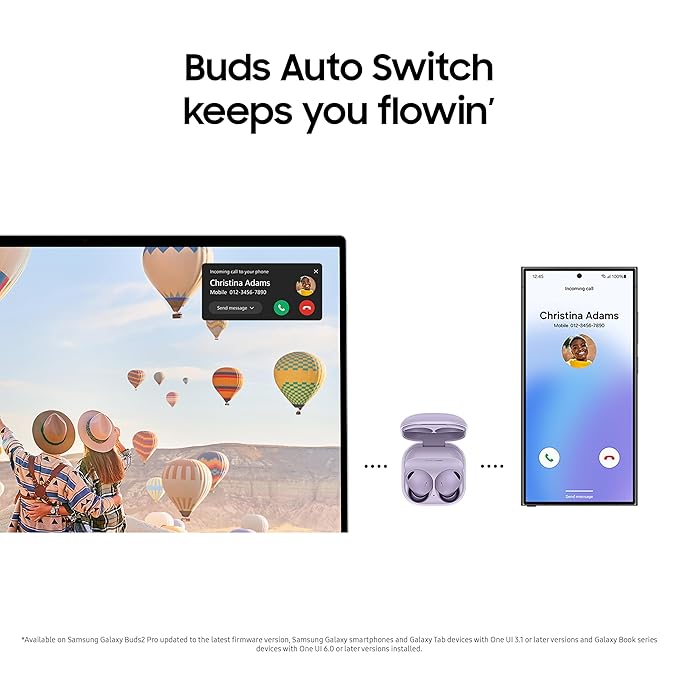 Buds Auto Switch
keeps you flowin’
Incoming call to your phone
Christina Adams
Mobile 012-3456-7890
Send message
12:45
100%
Incoming call
Christina Adams
Mobile 012-3456-7890
Send message
*Available on Samsung Galaxy Buds2 Pro updated to the latest firmware version, Samsung Galaxy smartphones and Galaxy Tab devices with One UI 3.1 or later versions and Galaxy Book series
devices with One UI 6.0 or later versions installed.